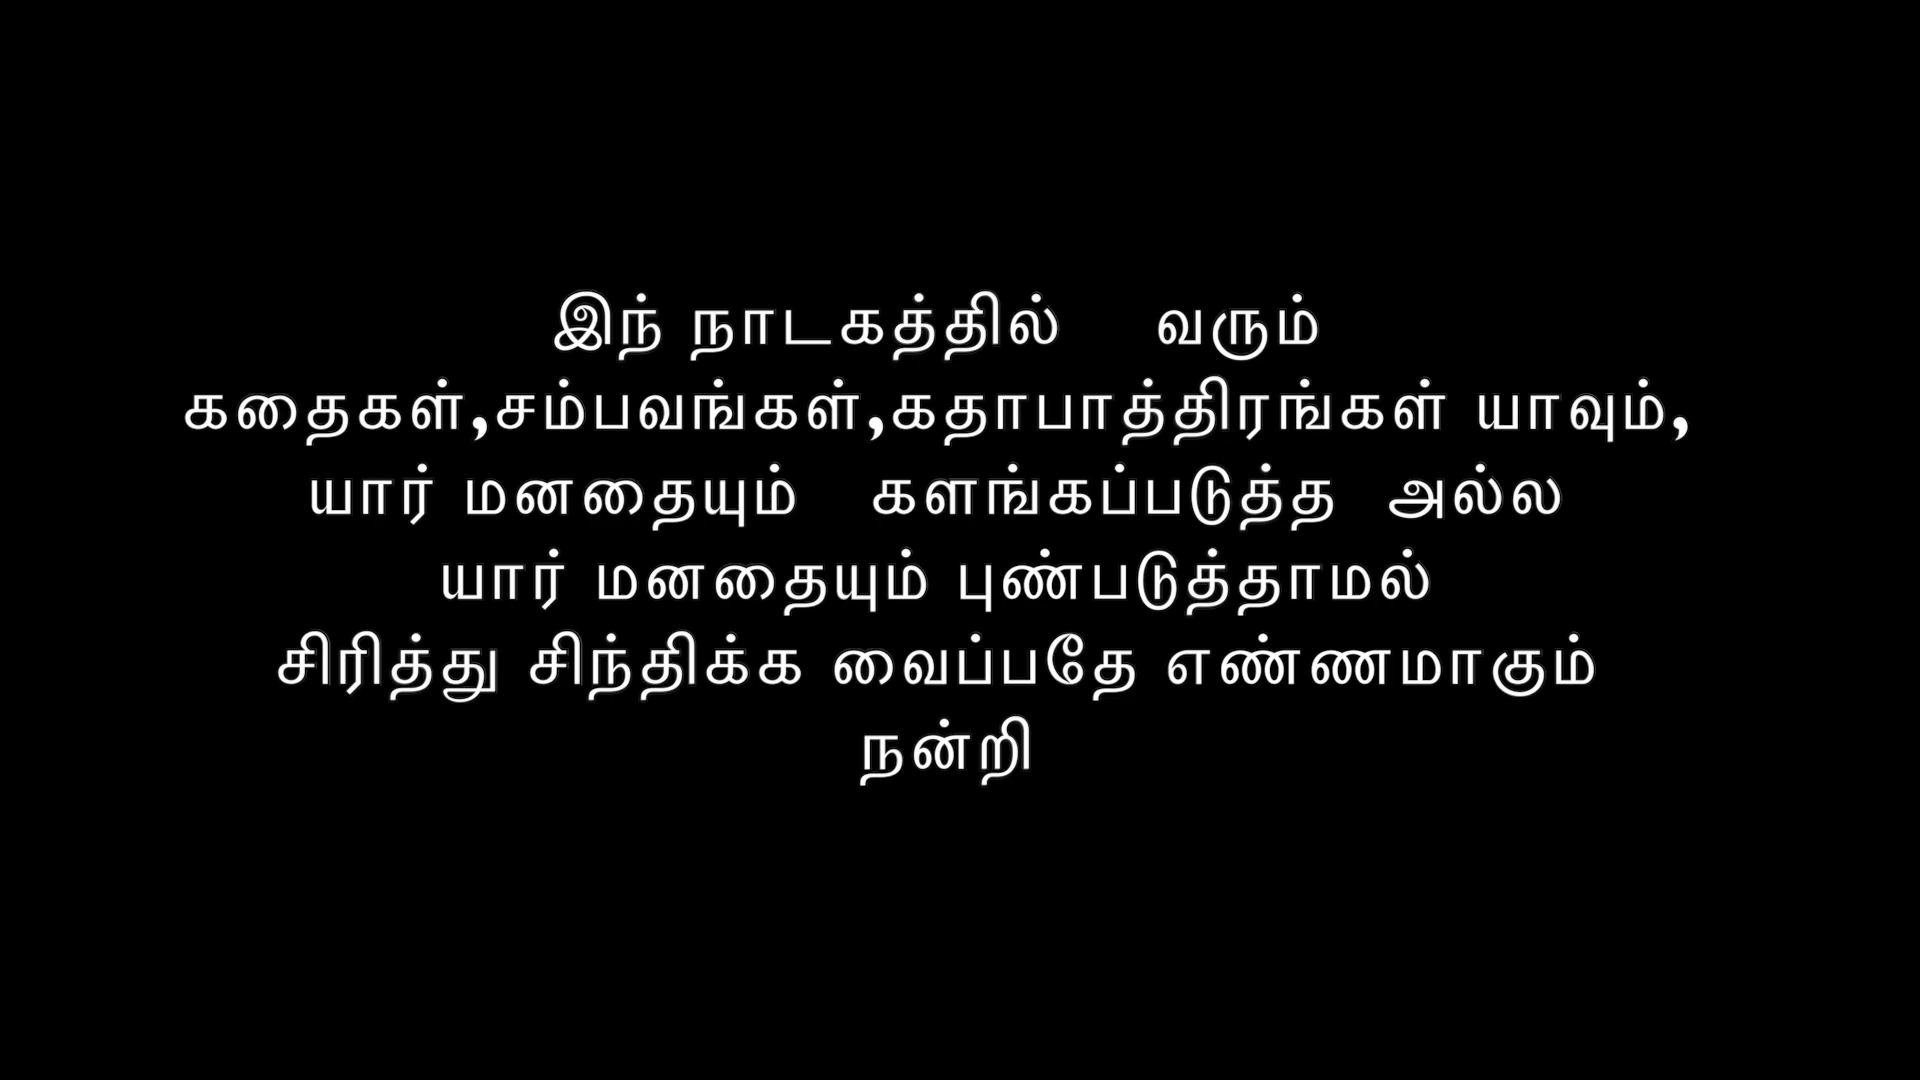 இந் நாடகத்தில் வரும்
கதைகள்,சம்பவங்கள்,கதாபாத்திரங்கள் யாவும்,
யார் மனதையும் களங்கப்படுத்த அல்ல
யார் மனதையும் புண்படுத்தாமல்
சிரித்து சிந்திக்க வைப்பதே எண்ணமாகும்
நன்றி